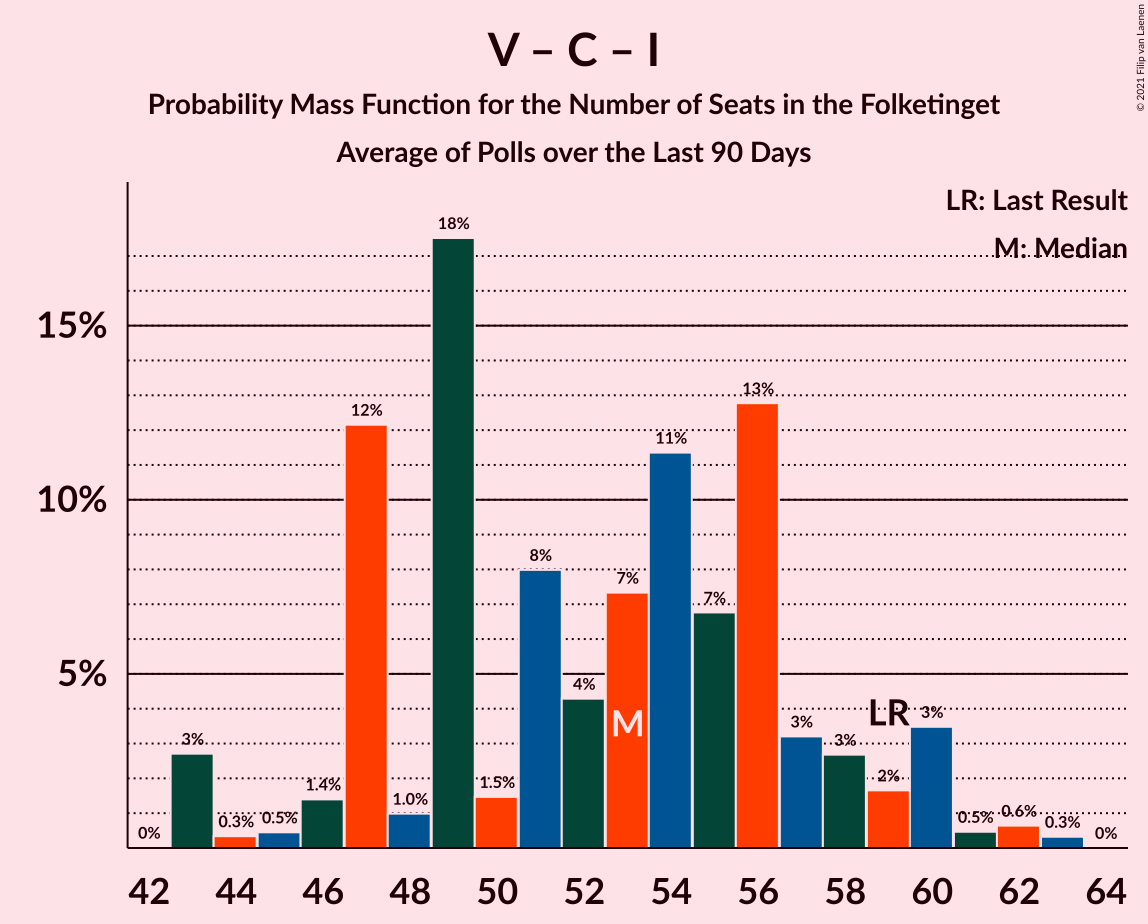 V – C – I
Probability Mass Function for the Number of Seats in the Folketinget
Average of Polls over the Last 90 Days
© 2021 Filip van Laenen
LR: Last Result
M: Median
15%
10%
5%
0%
3%
0.3%
0.5%
1.4%
12%
1.0%
18%
1.5%
8%
4%
7%
11%
7%
13%
3%
3%
2%
3%
0.5%
0.6%
0.3%
0%
M
LR
42 44 46 48 50 52 54 56 58 60 62 64